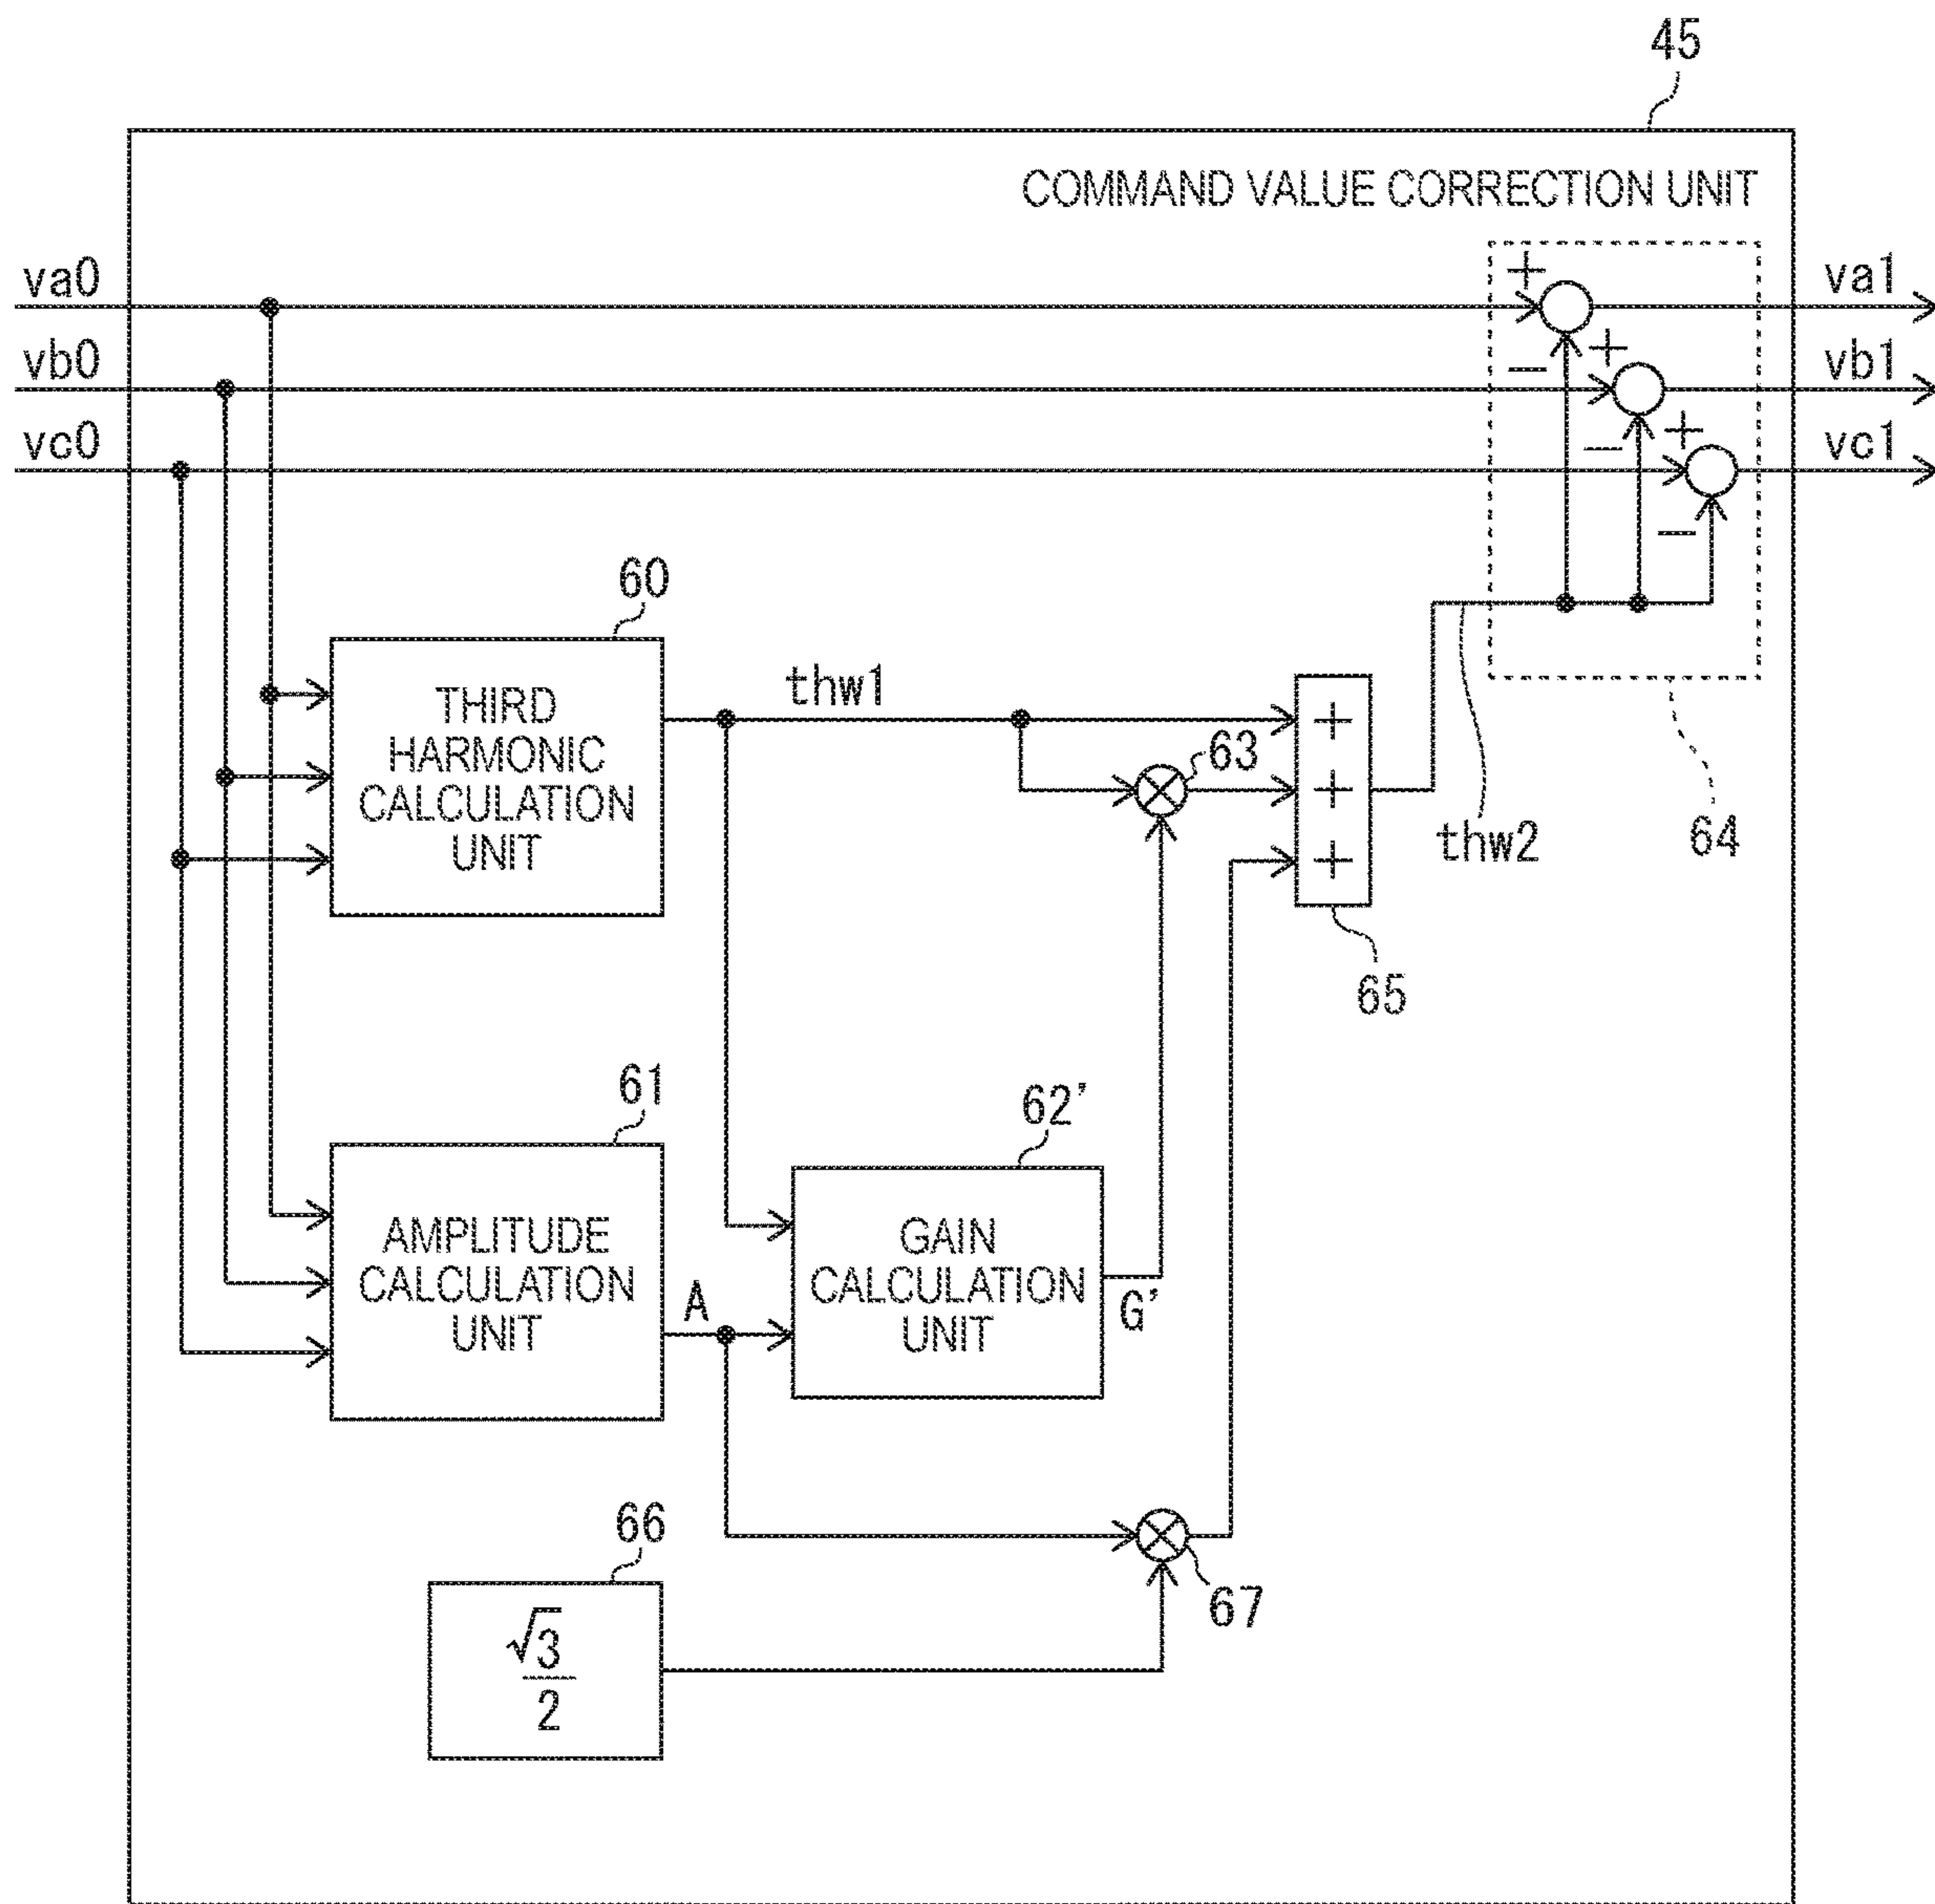 45
COMMAND VALUE CORRECTION UNIT
va0
+
va1
vb0
−
+
vb1
vc0
−
+
vc1
−
60
THIRD
HARMONIC
CALCULATION
UNIT
thw1
63
+
+
+
thw2
64
65
61
AMPLITUDE
CALCULATION
UNIT
A
62'
GAIN
CALCULATION
UNIT
G'
66
√3
2
67